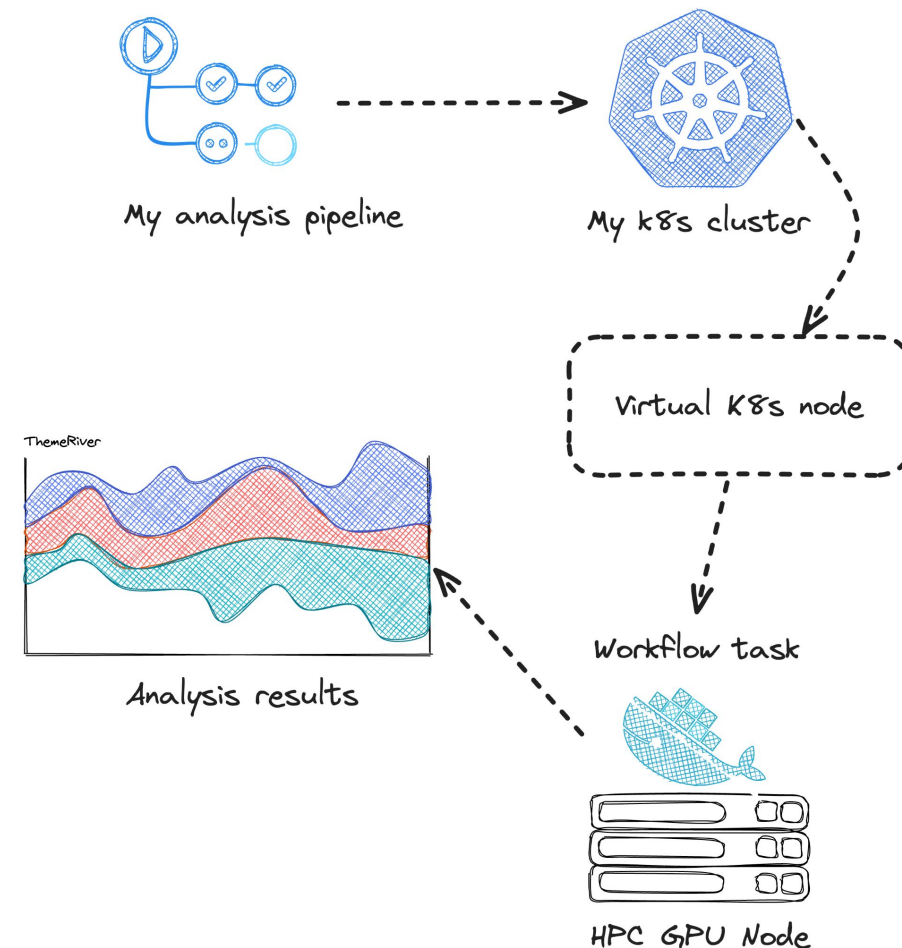 My analysis pipeline
My k8s cluster
Virtual K8s node
ThemeRiver
Workflow task
Analysis results
HPC GPU Node